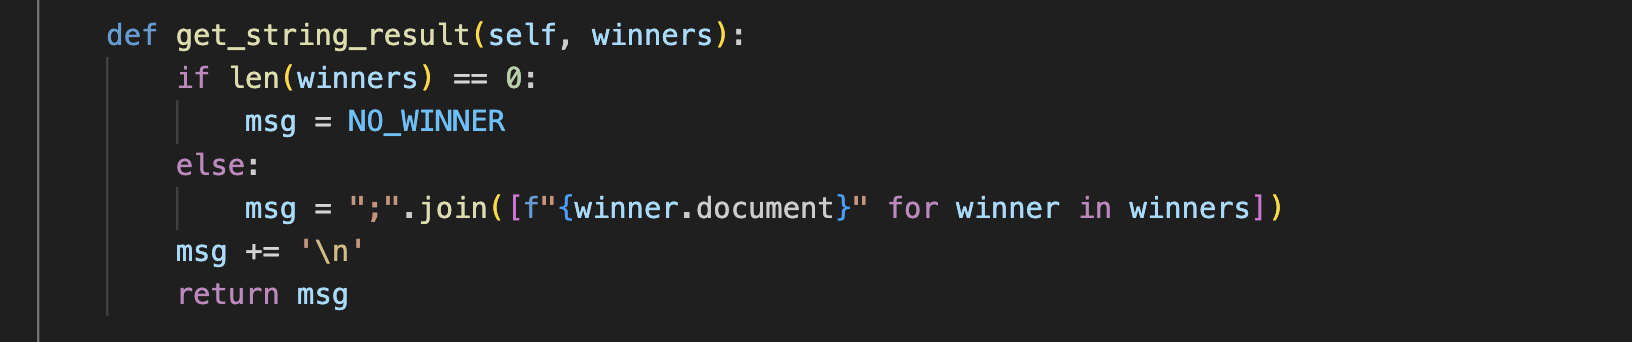 def get_string_result(self, winners):
    if len(winners) == 0:
        msg = NO_WINNER
    else:
        msg = ";".join([f"{winner.document}" for winner in winners])
    msg += '\n'
    return msg